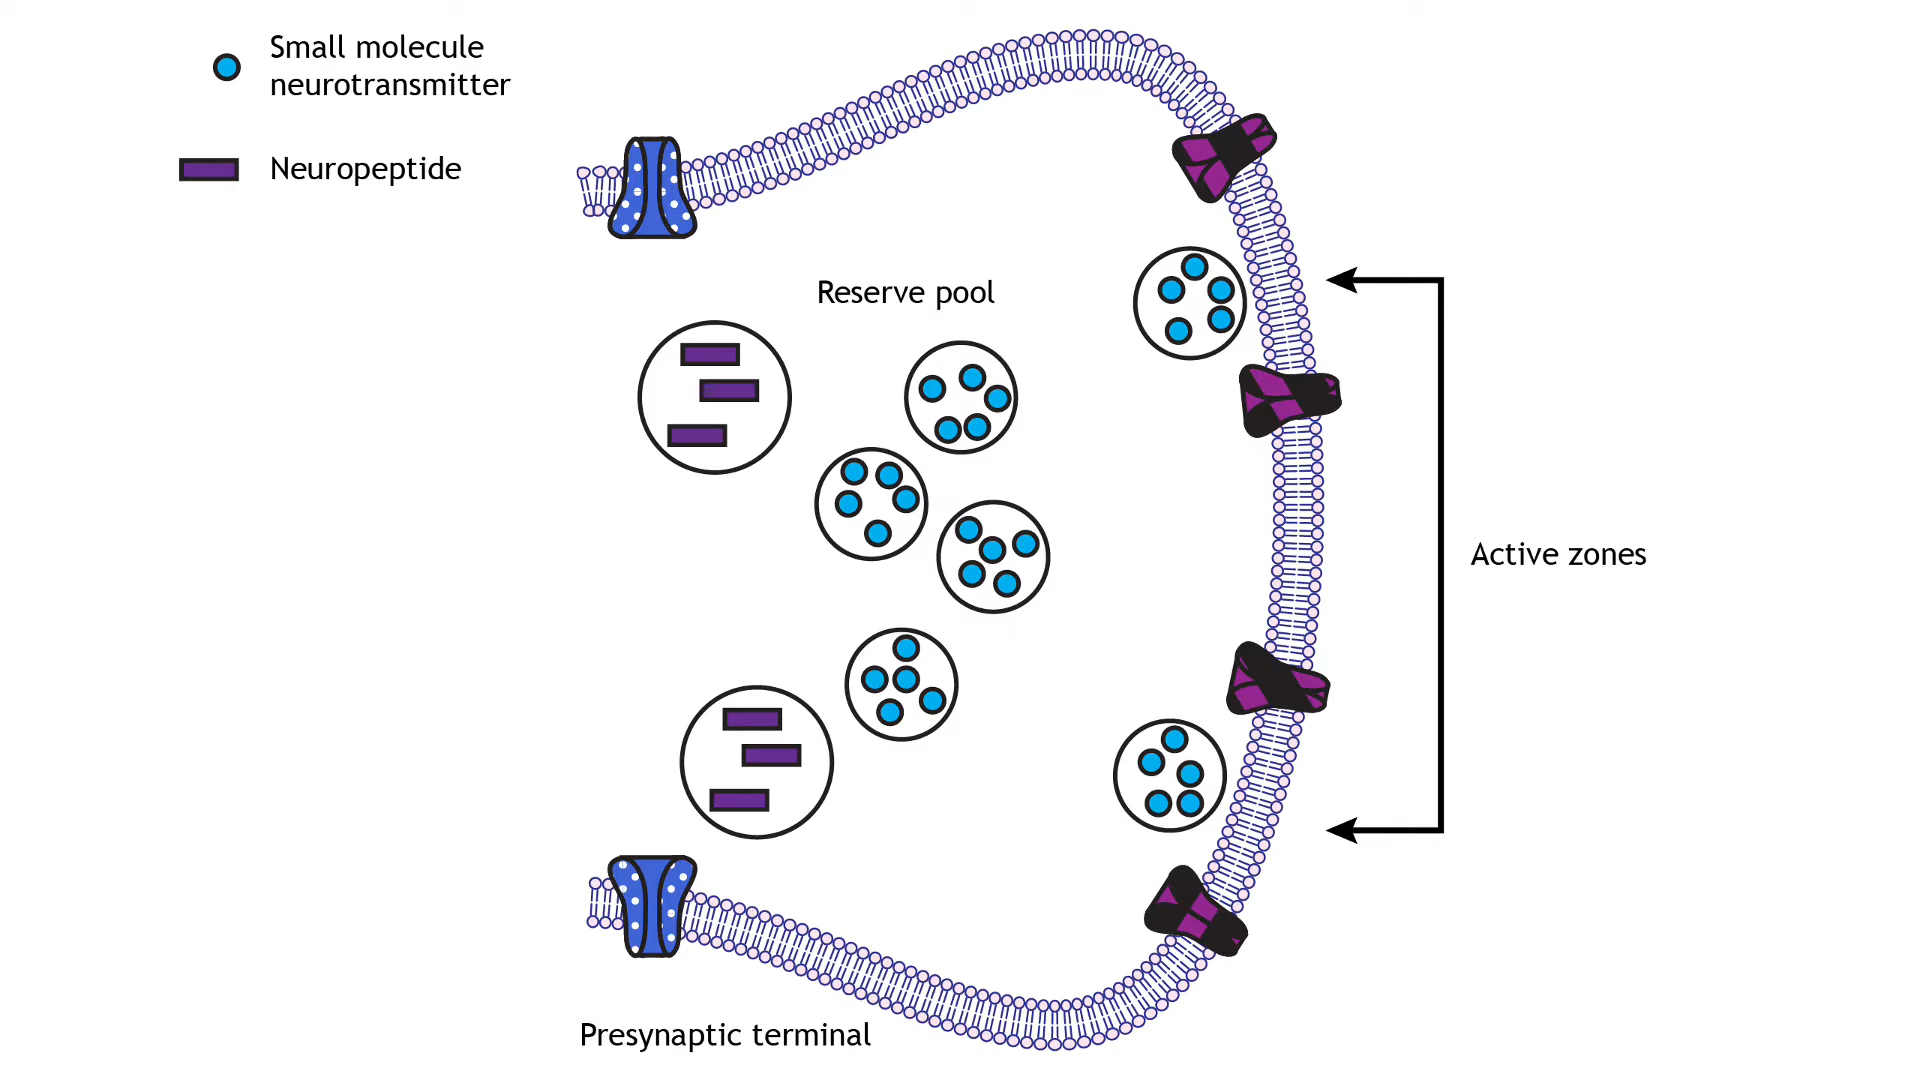 Small molecule
neurotransmitter
Neuropeptide
Reserve pool
Active zones
Presynaptic terminal